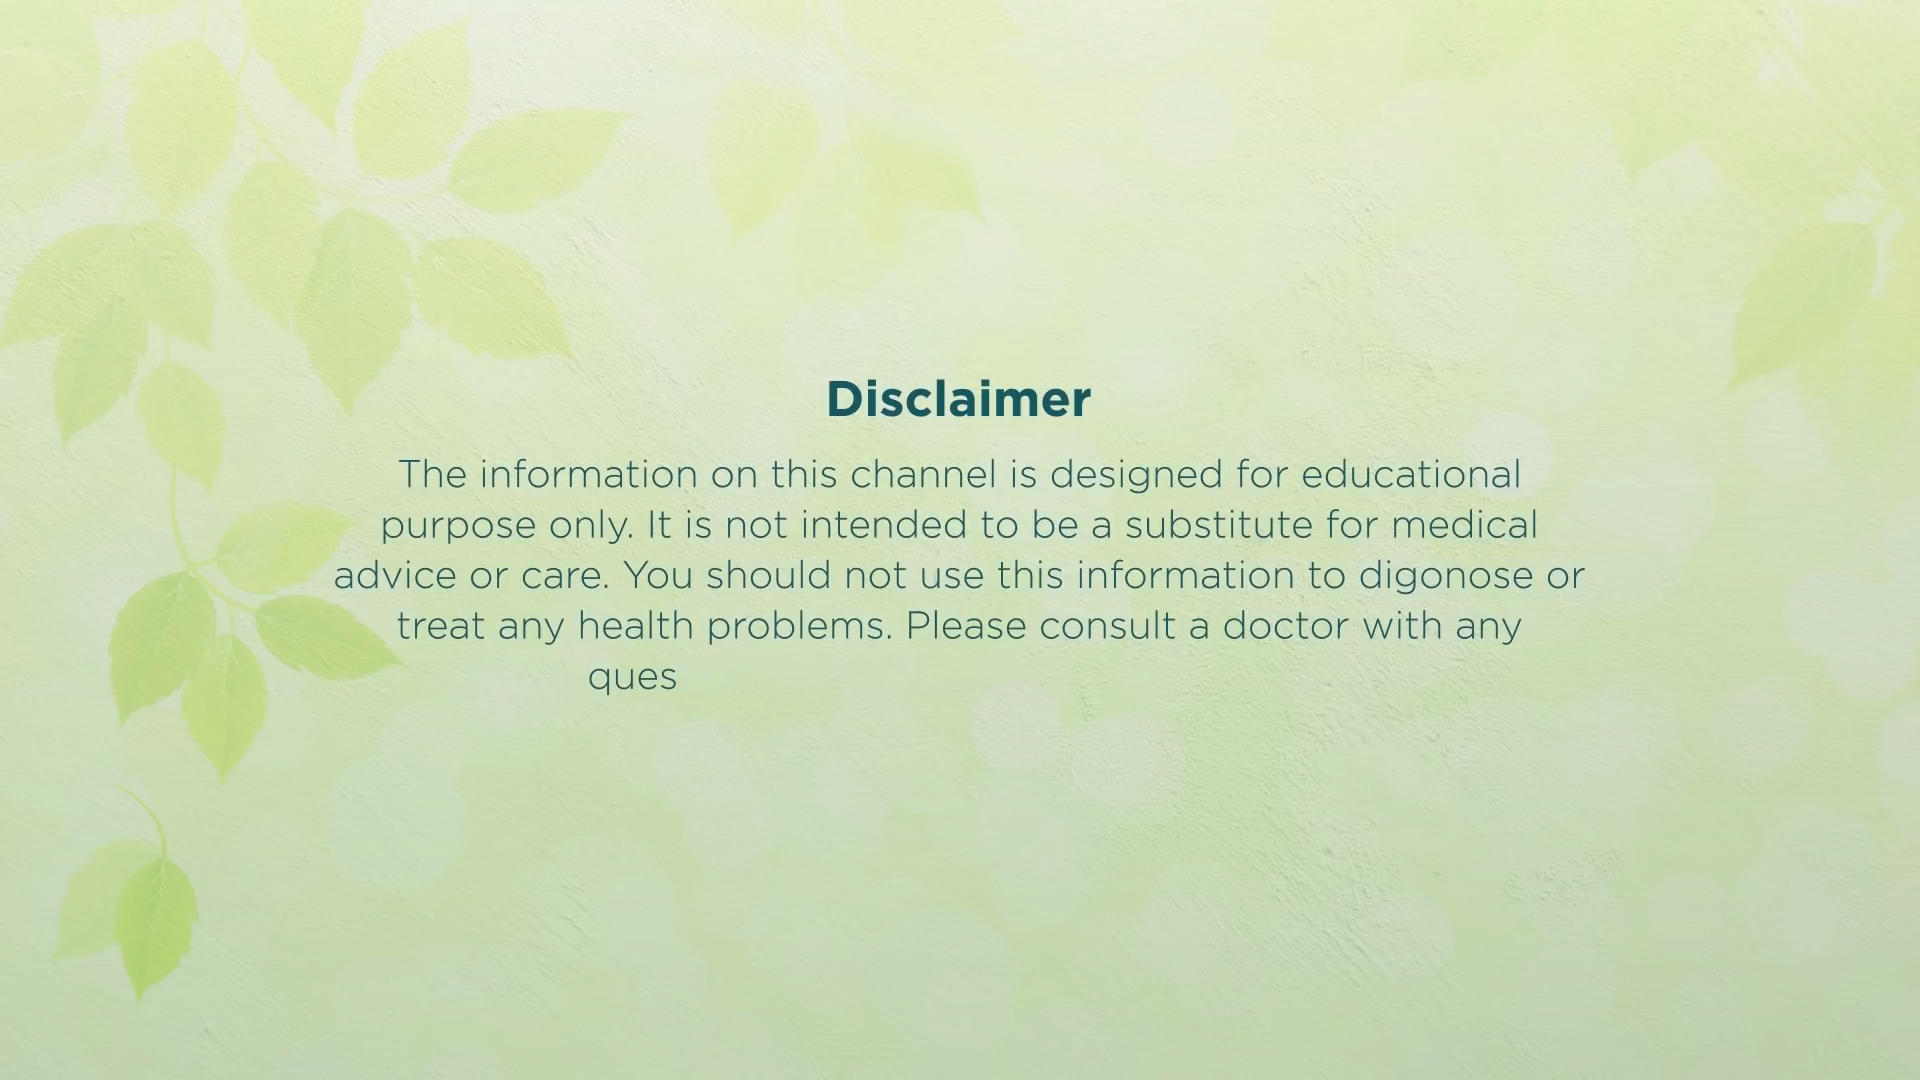 Disclaimer
The information on this channel is designed for educational
purpose only. It is not intended to be a substitute for medical
advice or care. You should not use this information to digonose or
treat any health problems. Please consult a doctor with any
ques